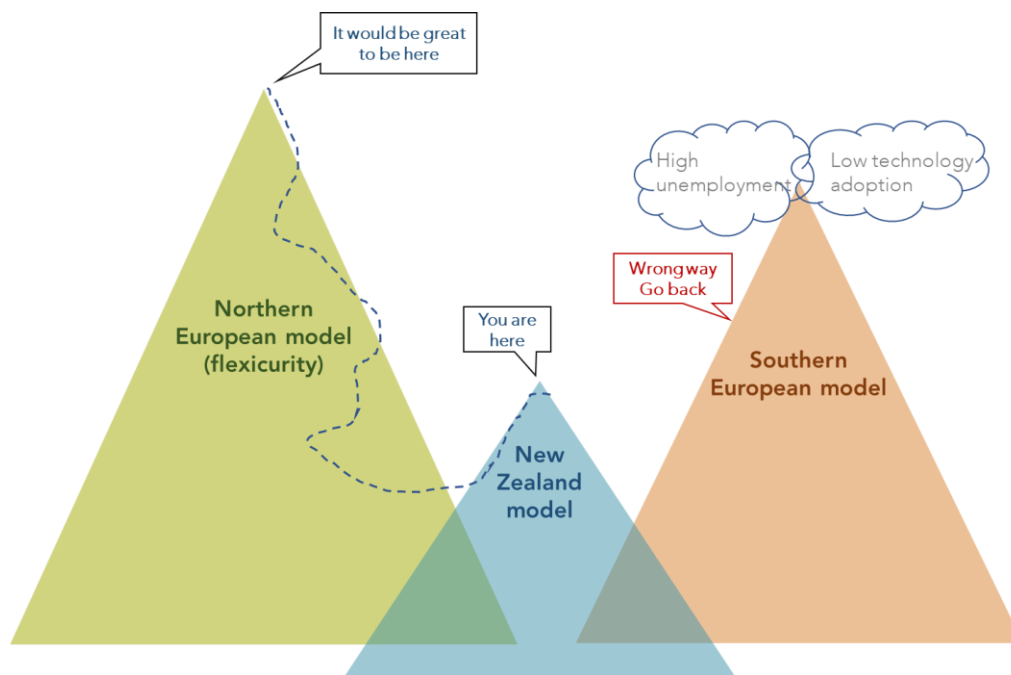 It would be great
to be here
High
unemployment
Low technology
adoption
Wrong way
Go back
Northern
European model
(flexicurity)
You are
here
Southern
European model
New
Zealand
model